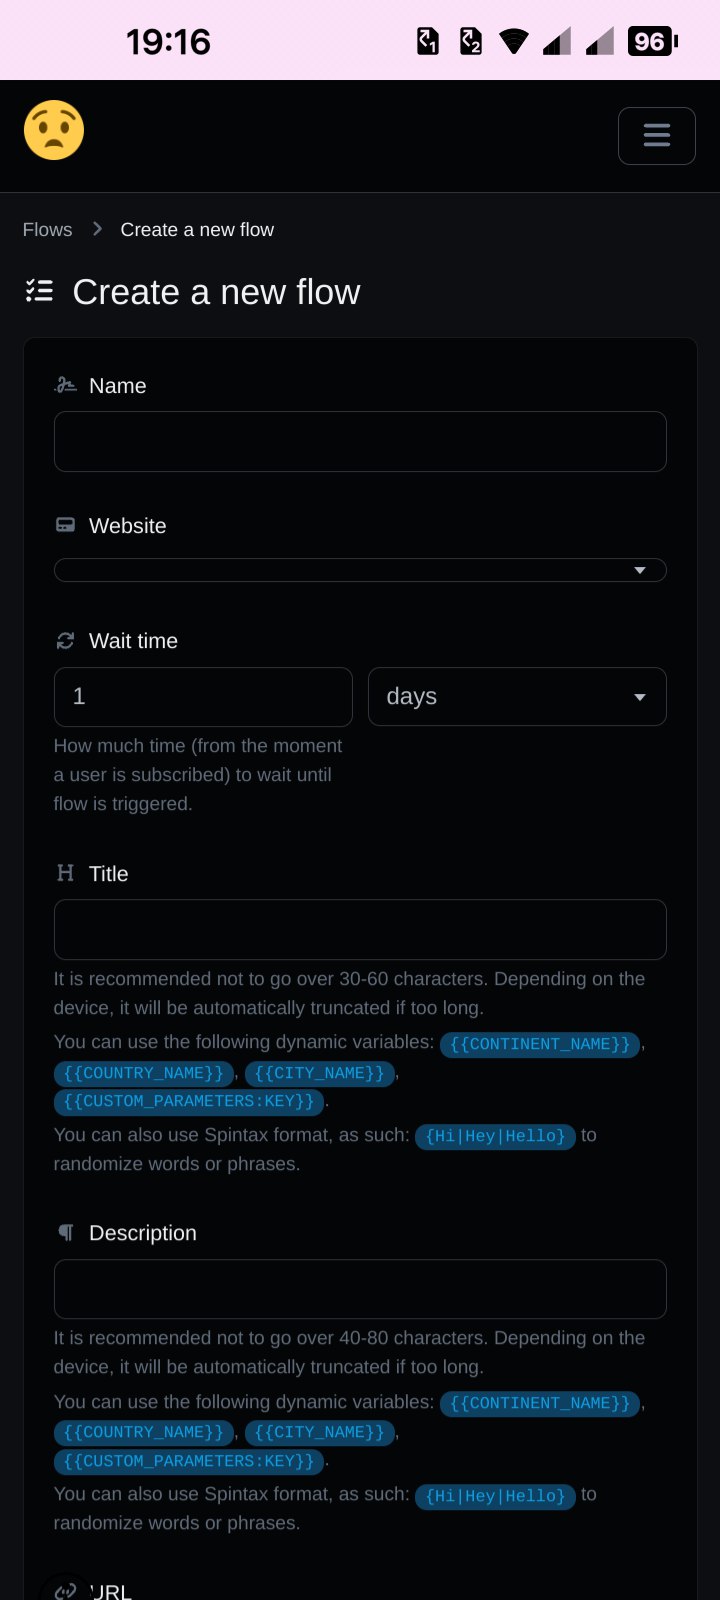 19:16
1
2
96
Flows > Create a new flow
Create a new flow
Name
Website
Wait time
1
days
How much time (from the moment
a user is subscribed) to wait until
flow is triggered.
Title
It is recommended not to go over 30-60 characters. Depending on the
device, it will be automatically truncated if too long.
You can use the following dynamic variables: {{CONTINENT_NAME}},
{{COUNTRY_NAME}}, {{CITY_NAME}},
{{CUSTOM_PARAMETERS:KEY}}.
You can also use Spintax format, as such: {Hi|Hey|Hello} to
randomize words or phrases.
Description
It is recommended not to go over 40-80 characters. Depending on the
device, it will be automatically truncated if too long.
You can use the following dynamic variables: {{CONTINENT_NAME}},
{{COUNTRY_NAME}}, {{CITY_NAME}},
{{CUSTOM_PARAMETERS:KEY}}.
You can also use Spintax format, as such: {Hi|Hey|Hello} to
randomize words or phrases.
URL